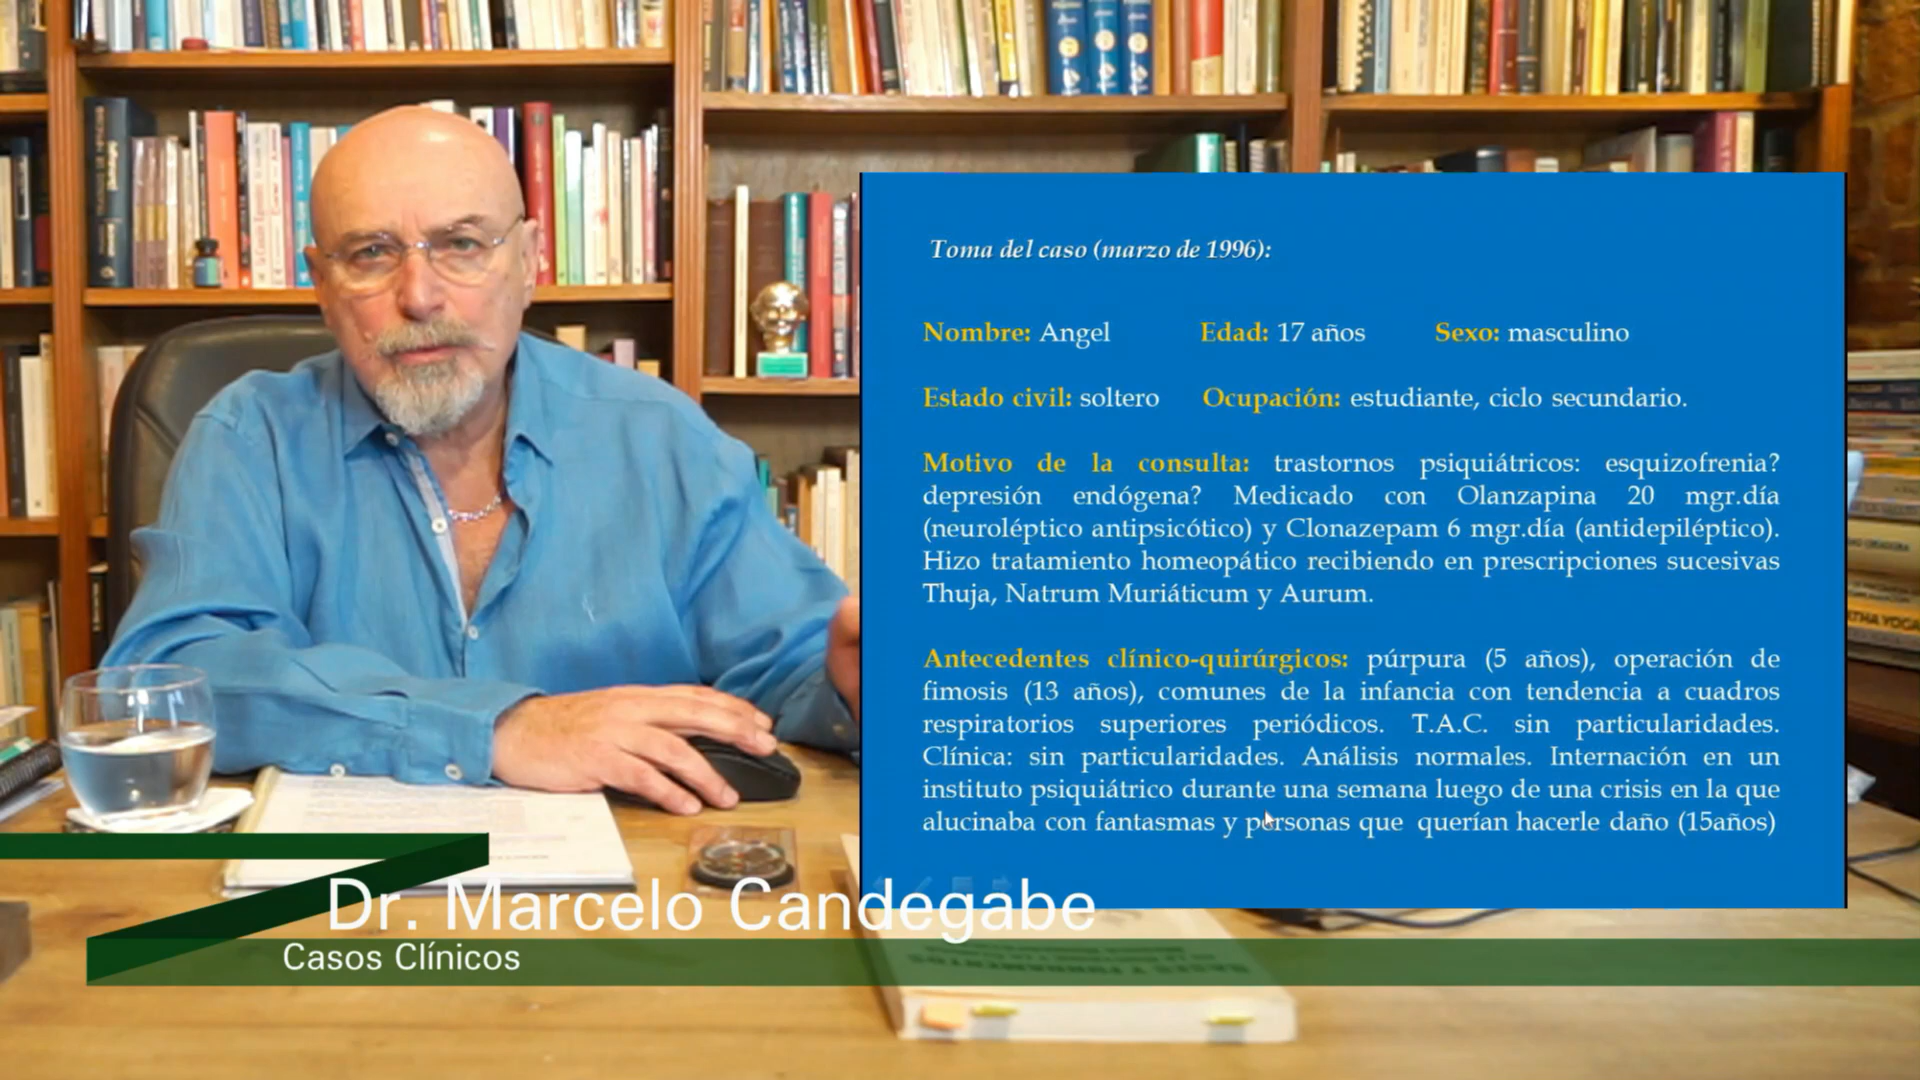 Toma del caso (marzo de 1996):
Nombre: Angel Edad: 17 años Sexo: masculino
Estado civil: soltero Ocupación: estudiante, ciclo secundario.
Motivo de la consulta: trastornos psiquiátricos: esquizofrenia?
depresión endógena? Medicado con Olanzapina 20 mgr.día
(neuroléptico antipsicótico) y Clonazepam 6 mgr.día (antidepiléptico).
Hizo tratamiento homeopático recibiendo en prescripciones sucesivas
Thuja, Natrum Muriáticum y Aurum.
Antecedentes clínico-quirúrgicos: púrpura (5 años), operación de
fimosis (13 años), comunes de la infancia con tendencia a cuadros
respiratorios superiores periódicos. T.A.C. sin particularidades.
Clínica: sin particularidades. Análisis normales. Internación en un
instituto psiquiátrico durante una semana luego de una crisis en la que
alucinaba con fantasmas y personas que querían hacerle daño (15años)
Dr. Marcelo Candegabe
Casos Clínicos